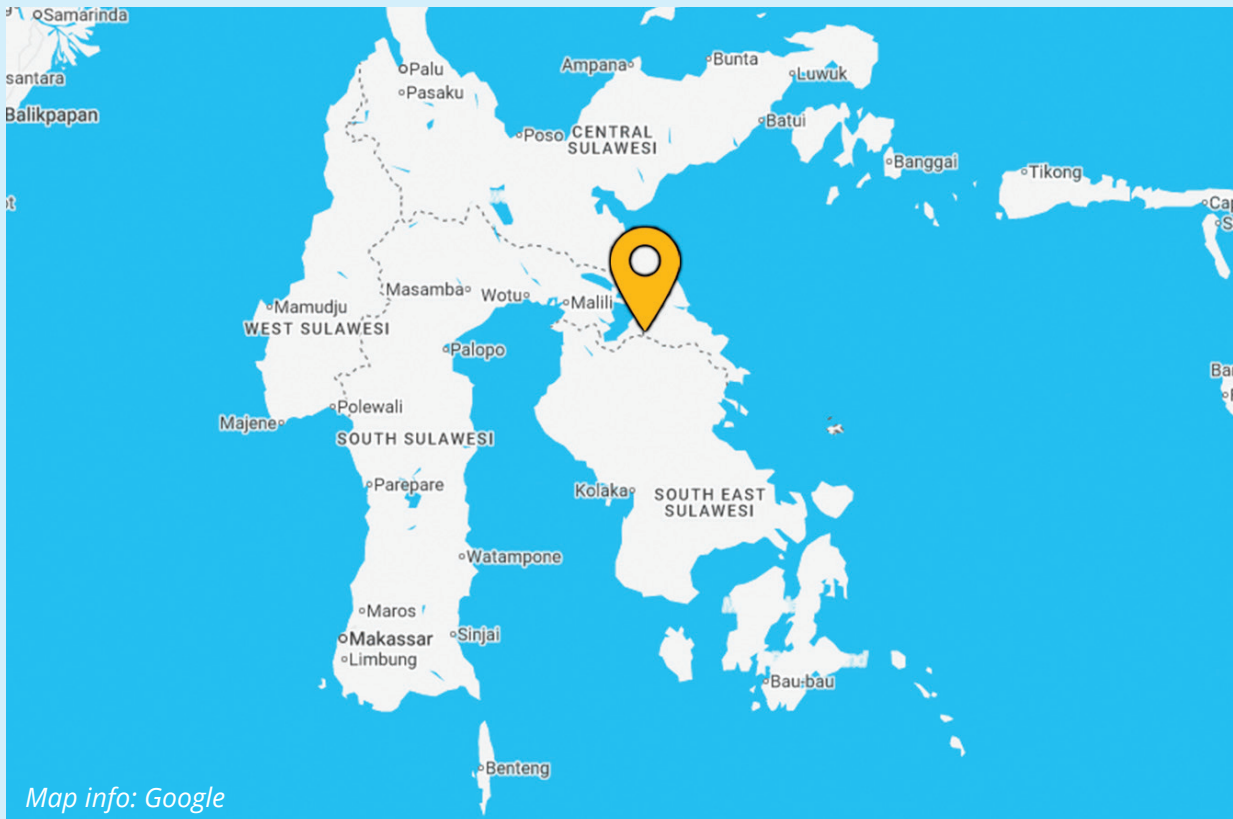 Samarinda
santara
Balikpapan
Palu
Pasaku
Ampana
Bunta
Luwuk
Poso
CENTRAL
SULAWESI
Batui
Banggai
Tikong
Masamba
Wotu
Malili
Mamudju
WEST SULAWESI
Palopo
Polewali
Majene
SOUTH SULAWESI
Parepare
Kolaka
SOUTH EAST
SULAWESI
Watampone
Maros
Makassar
Sinjai
Limbung
Bau-bau
Benteng
Map info: Google